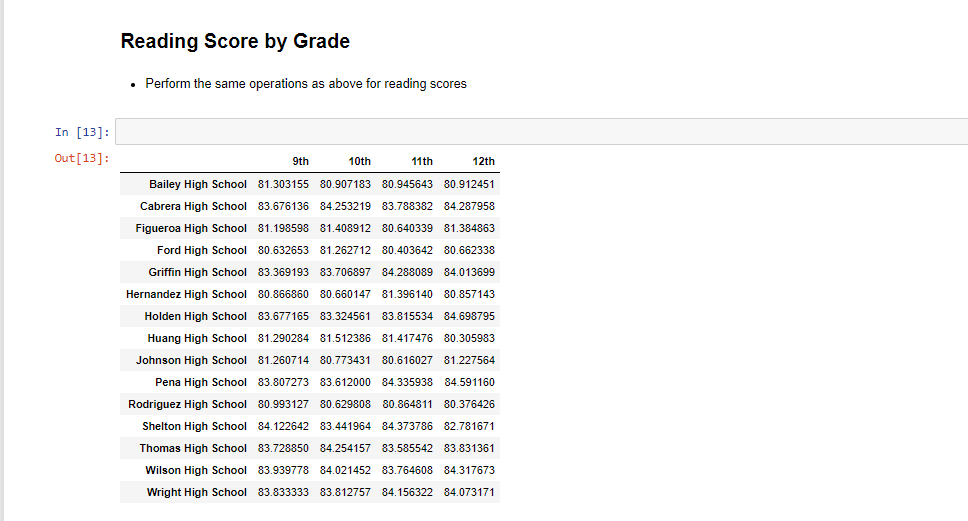 Reading Score by Grade
• Perform the same operations as above for reading scores
In [13]:
Out[13]:
9th 10th 11th 12th
Bailey High School 81.303155 80.907183 80.945643 80.912451
Cabrera High School 83.676136 84.253219 83.788382 84.287958
Figueroa High School 81.198598 81.408912 80.640339 81.384863
Ford High School 80.632653 81.262712 80.403642 80.662338
Griffin High School 83.369193 83.706897 84.288089 84.013699
Hernandez High School 80.866860 80.660147 81.396140 80.857143
Holden High School 83.677165 83.324561 83.815534 84.698795
Huang High School 81.290284 81.512386 81.417476 80.305983
Johnson High School 81.260714 80.773431 80.616027 81.227564
Pena High School 83.807273 83.612000 84.335938 84.591160
Rodriguez High School 80.993127 80.629808 80.864811 80.376426
Shelton High School 84.122642 83.441964 84.373786 82.781671
Thomas High School 83.728850 84.254157 83.585542 83.831361
Wilson High School 83.939778 84.021452 83.764608 84.317673
Wright High School 83.833333 83.812757 84.156322 84.073171